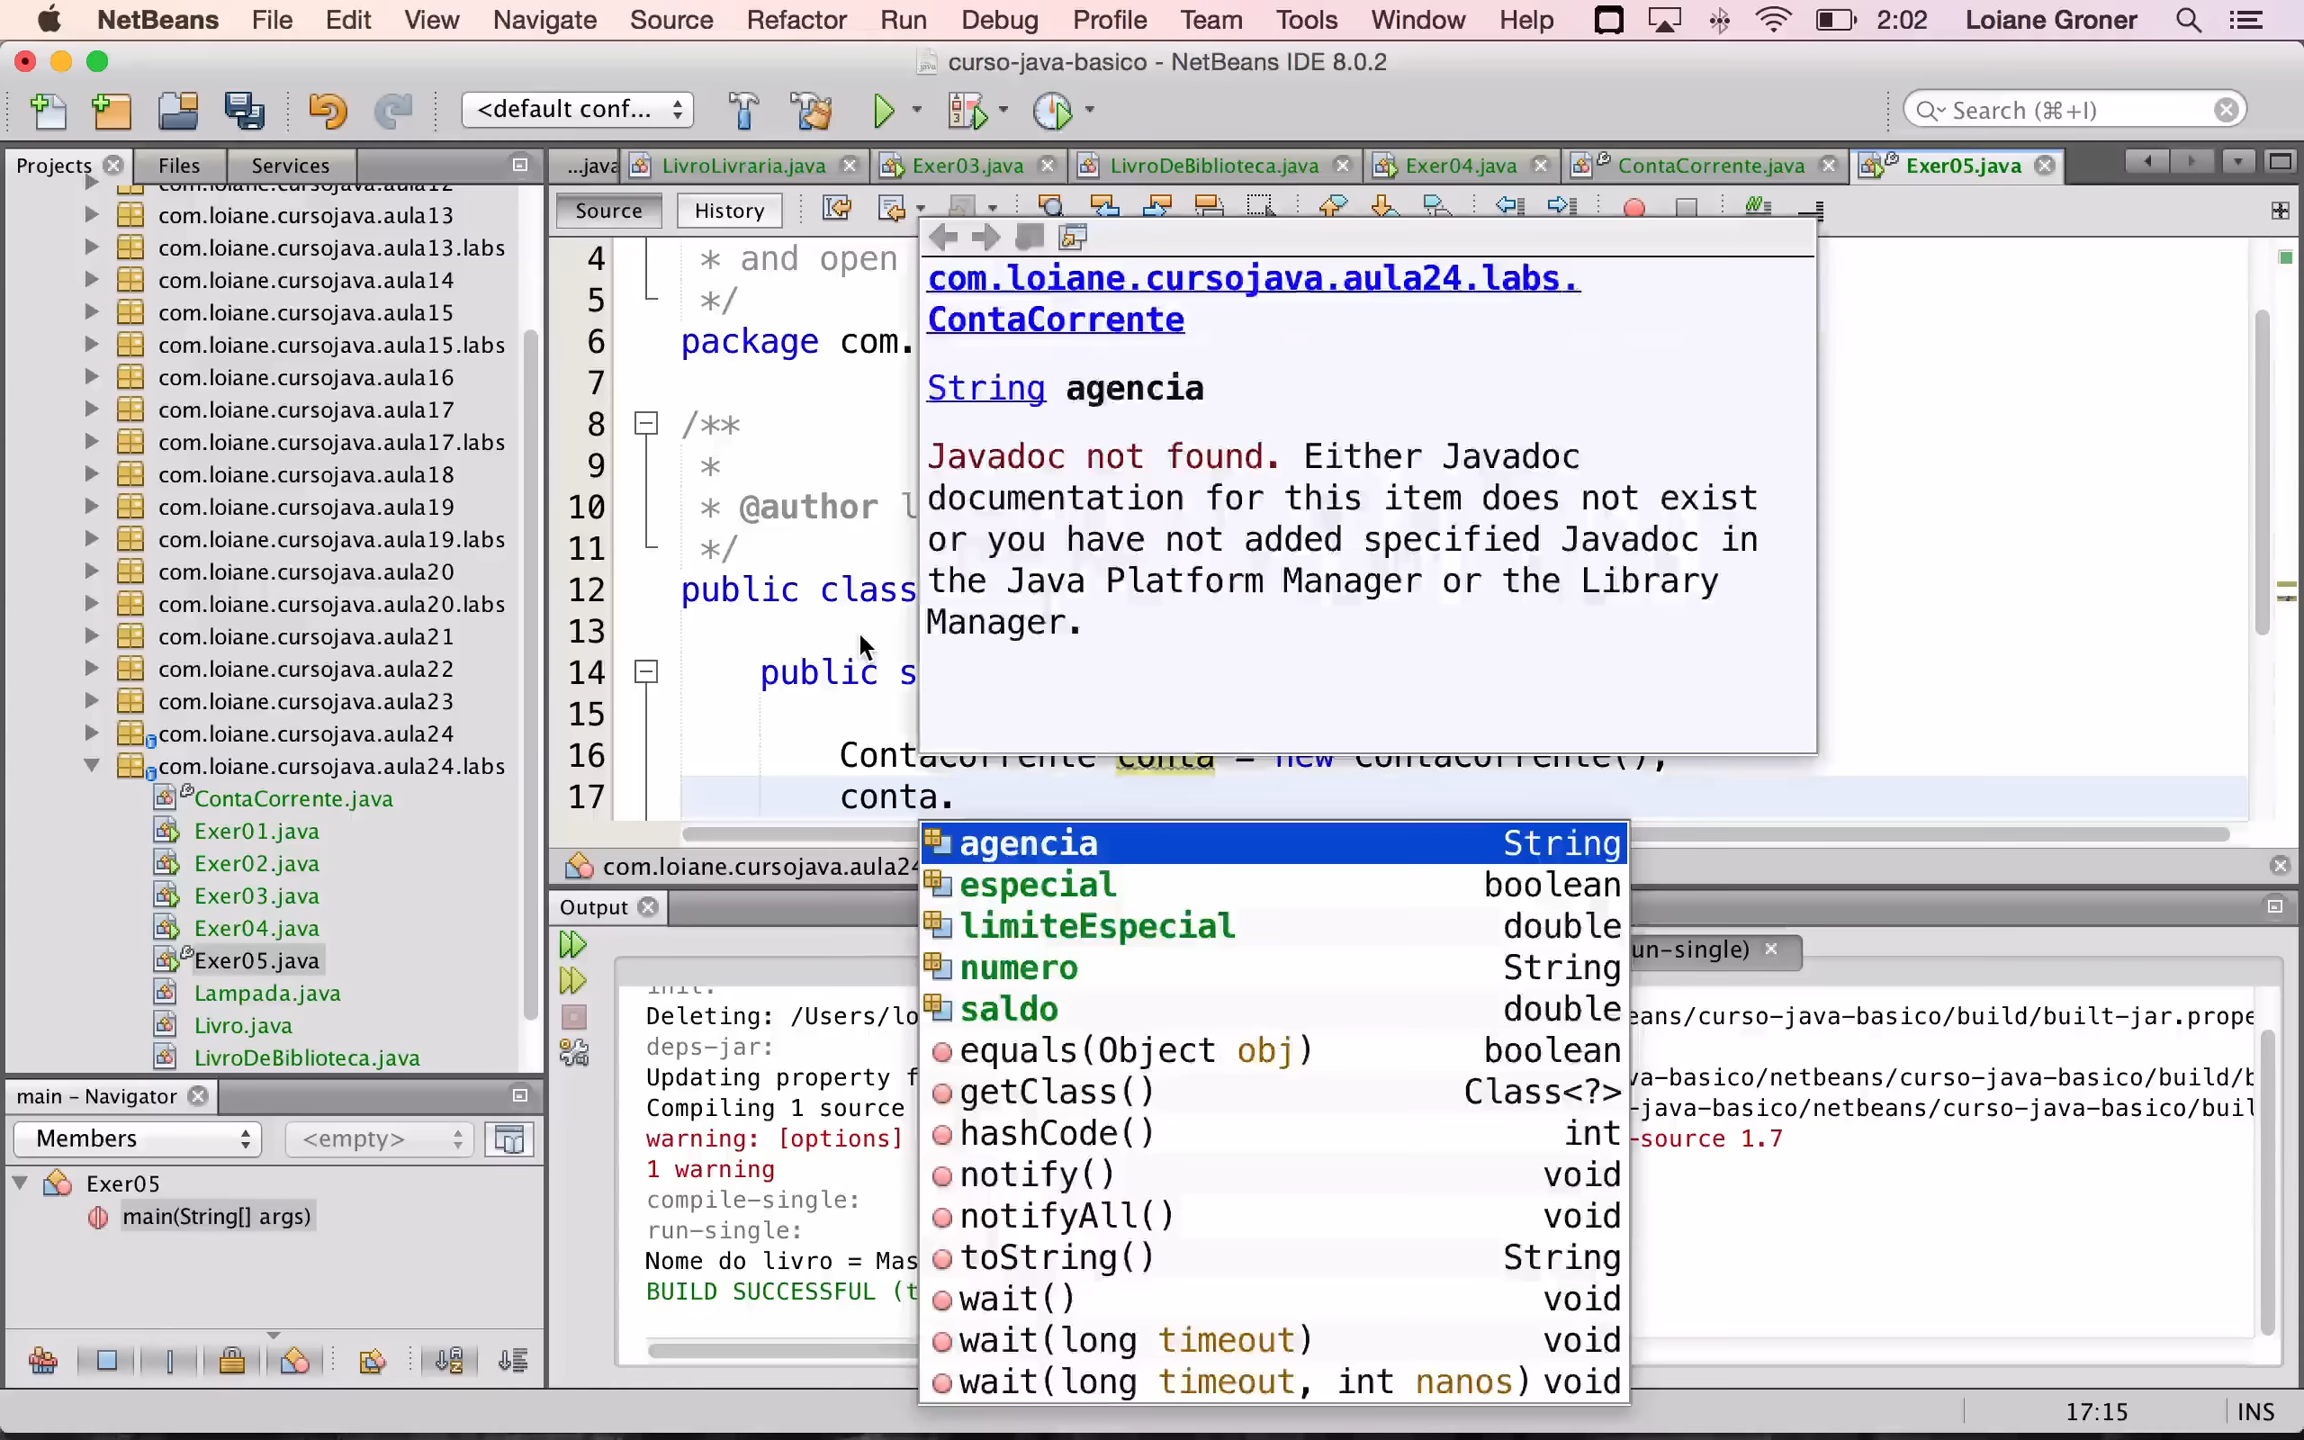 NetBeans File Edit View Navigate Source Refactor Run Debug Profile Team Tools Window Help 2:02 Loiane Groner
curso-java-basico - NetBeans IDE 8.0.2
<default conf... Search (⌘+I)
Projects Files Services
...java LivroLivraria.java Exer03.java LivroDeBiblioteca.java Exer04.java ContaCorrente.java Exer05.java
Source History
com.loiane.cursojava.aula12
com.loiane.cursojava.aula13
com.loiane.cursojava.aula13.labs
com.loiane.cursojava.aula14
com.loiane.cursojava.aula15
com.loiane.cursojava.aula15.labs
com.loiane.cursojava.aula16
com.loiane.cursojava.aula17
com.loiane.cursojava.aula17.labs
com.loiane.cursojava.aula18
com.loiane.cursojava.aula19
com.loiane.cursojava.aula19.labs
com.loiane.cursojava.aula20
com.loiane.cursojava.aula20.labs
com.loiane.cursojava.aula21
com.loiane.cursojava.aula22
com.loiane.cursojava.aula23
com.loiane.cursojava.aula24
com.loiane.cursojava.aula24.labs
ContaCorrente.java
Exer01.java
Exer02.java
Exer03.java
Exer04.java
Exer05.java
Lampada.java
Livro.java
LivroDeBiblioteca.java
4 * and open
5 */
6 package com.
7
8 /**
9 *
10 * @author l
11 */
12 public class
13
14 public s
15
16 ContaCorrente conta = new ContaCorrente();
17 conta.
com.loiane.cursojava.aula24.labs.
ContaCorrente
String agencia
Javadoc not found. Either Javadoc
documentation for this item does not exist
or you have not added specified Javadoc in
the Java Platform Manager or the Library
Manager.
agencia String
especial boolean
limiteEspecial double
numero String
saldo double
equals(Object obj) boolean
getClass() Class<?>
hashCode() int
notify() void
notifyAll() void
toString() String
wait() void
wait(long timeout) void
wait(long timeout, int nanos) void
com.loiane.cursojava.aula24
Output
un-single)
init:
Deleting: /Users/lo eans/curso-java-basico/build/built-jar.prope
deps-jar:
Updating property f va-basico/netbeans/curso-java-basico/build/b
Compiling 1 source -java-basico/netbeans/curso-java-basico/buil
warning: [options] -source 1.7
1 warning
compile-single:
run-single:
Nome do livro = Mas
BUILD SUCCESSFUL (t
main - Navigator
Members <empty>
Exer05
main(String[] args)
17:15 INS